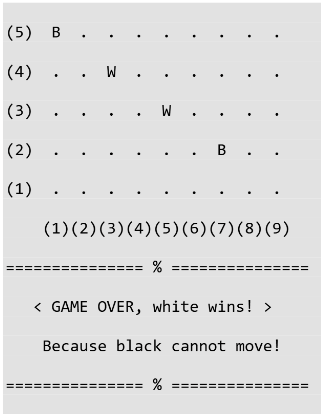 (5) B . . . . . . . .
(4) . . W . . . . . .
(3) . . . . W . . . .
(2) . . . . . . B . .
(1) . . . . . . . . .
(1)(2)(3)(4)(5)(6)(7)(8)(9)
=============== % ===============
< GAME OVER, white wins! >
Because black cannot move!
=============== % ===============